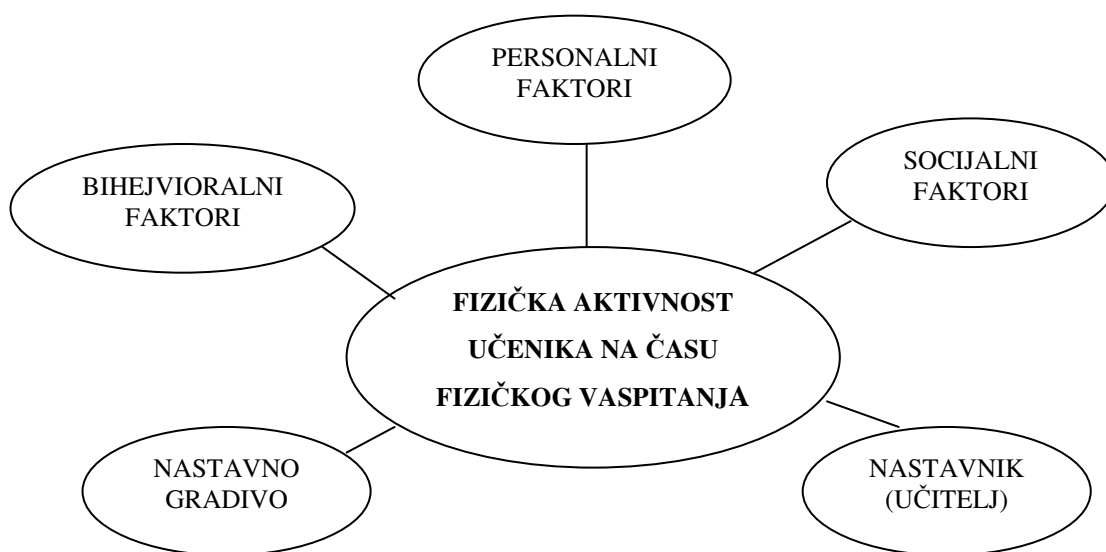 PERSONALNI
FAKTORI
BIHEJVIORALNI
FAKTORI
SOCIJALNI
FAKTORI
FIZIČKA AKTIVNOST
UČENIKA NA ČASU
FIZIČKOG VASPITANJA
NASTAVNO
GRADIVO
NASTAVNIK
(UČITELJ)